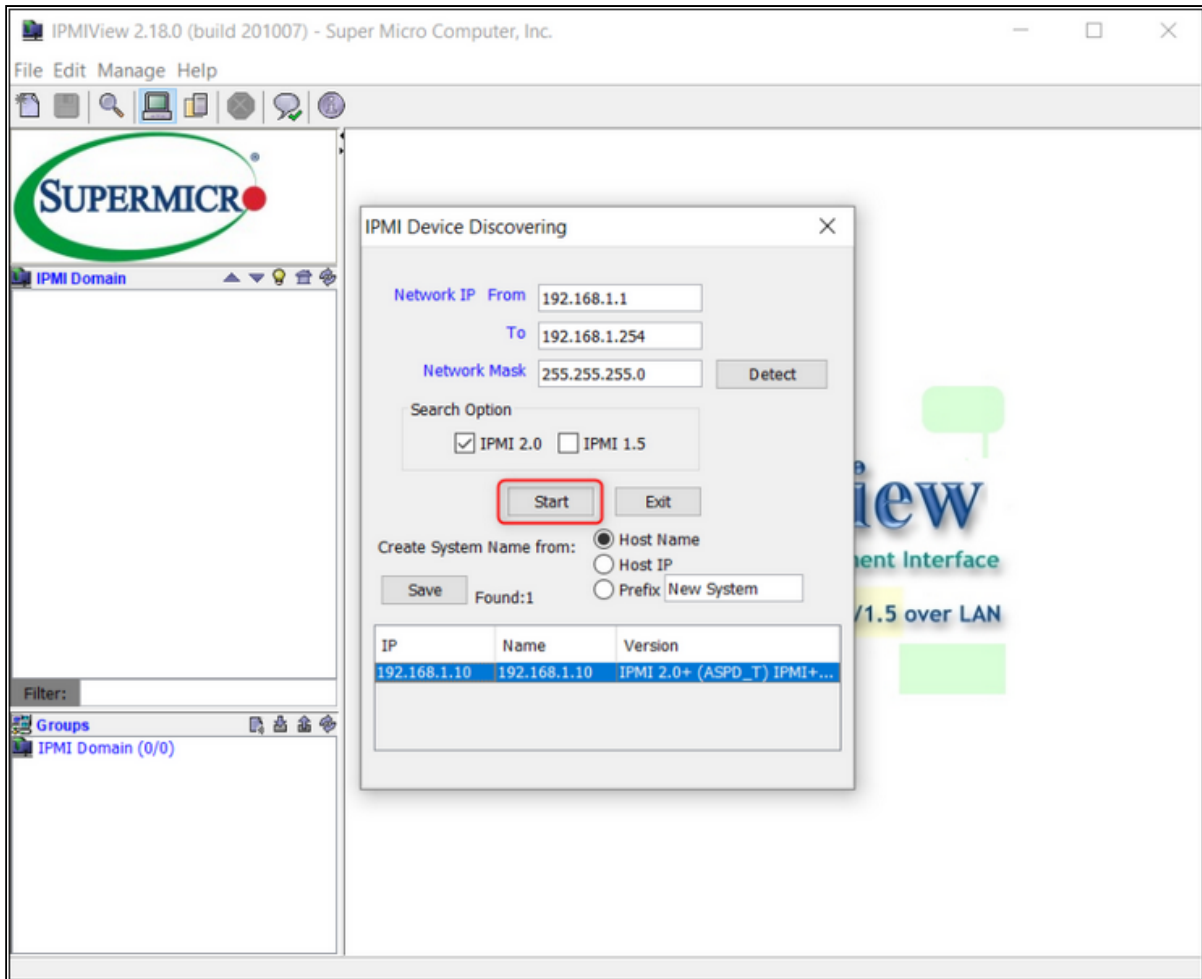 IPMIView 2.18.0 (build 201007) - Super Micro Computer, Inc.
File Edit Manage Help
SUPERMICR
®
IPMI Domain
Filter:
Groups
IPMI Domain (0/0)
IPMI Device Discovering
Network IP From 192.168.1.1
To 192.168.1.254
Network Mask 255.255.255.0 Detect
Search Option
IPMI 2.0 IPMI 1.5
Start Exit
Create System Name from: Host Name
Host IP
Save Found:1 Prefix New System
IP Name Version
192.168.1.10 192.168.1.10 IPMI 2.0+ (ASPD_T) IPMI+...
iew
ent Interface
/1.5 over LAN